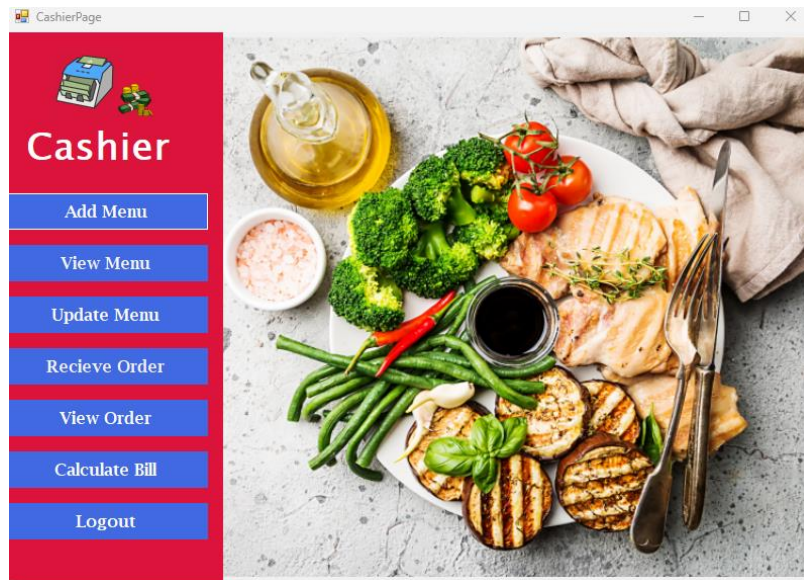 CashierPage
Cashier
Add Menu
View Menu
Update Menu
Recieve Order
View Order
Calculate Bill
Logout